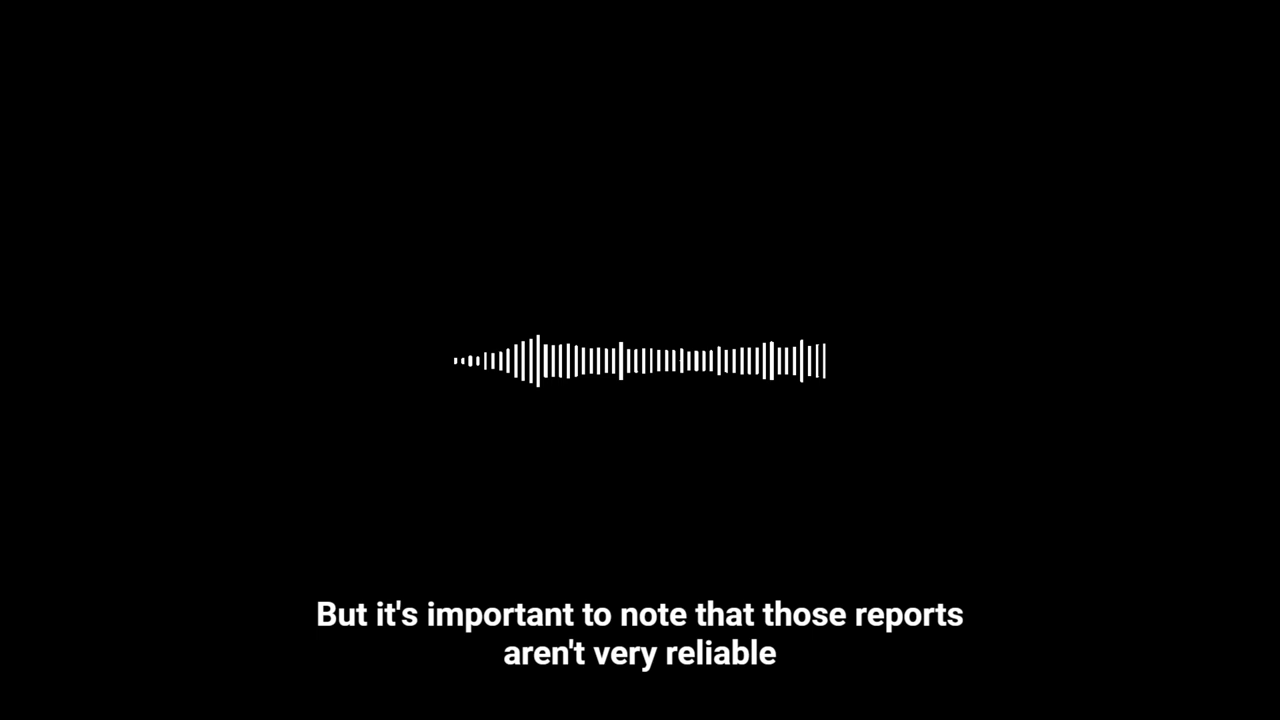 But it's important to note that those reports
aren't very reliable